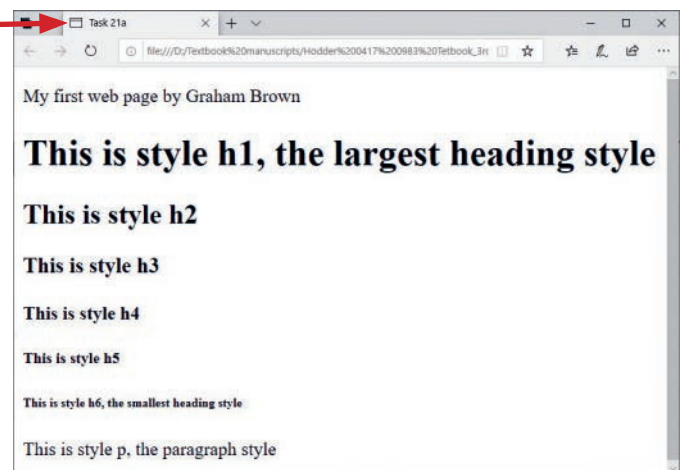 Task 21a
file:///D:/Textbook%20manuscripts/Hodder%200417%20983%20Tetbook_3rd
My first web page by Graham Brown
This is style h1, the largest heading style
This is style h2
This is style h3
This is style h4
This is style h5
This is style h6, the smallest heading style
This is style p, the paragraph style